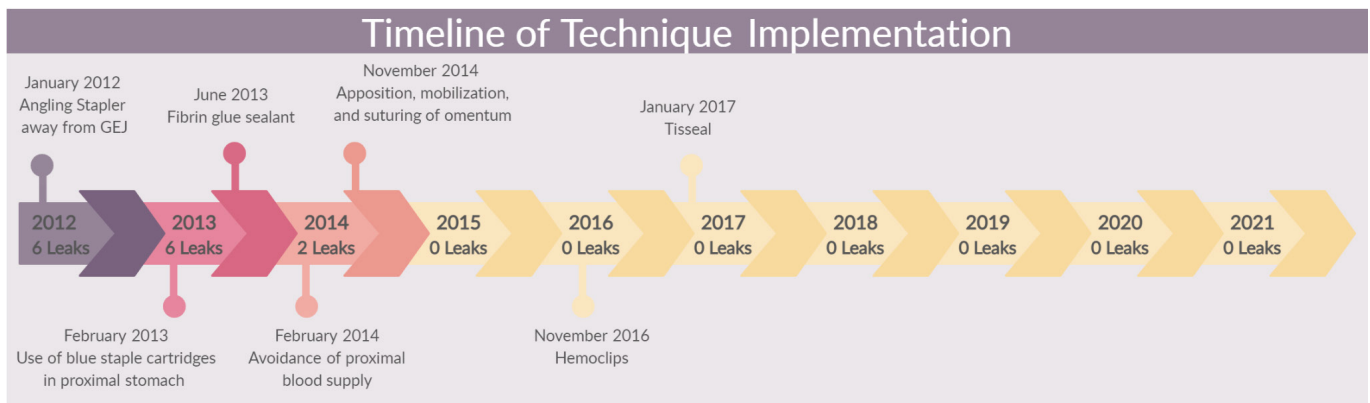 Timeline of Technique Implementation
January 2012
Angling Stapler
away from GEJ
June 2013
Fibrin glue sealant
November 2014
Apposition, mobilization,
and suturing of omentum
January 2017
Tisseal
2012
6 Leaks
2013
6 Leaks
2014
2 Leaks
2015
0 Leaks
2016
0 Leaks
2017
0 Leaks
2018
0 Leaks
2019
0 Leaks
2020
0 Leaks
2021
0 Leaks
February 2013
Use of blue staple cartridges
in proximal stomach
February 2014
Avoidance of proximal
blood supply
November 2016
Hemoclips